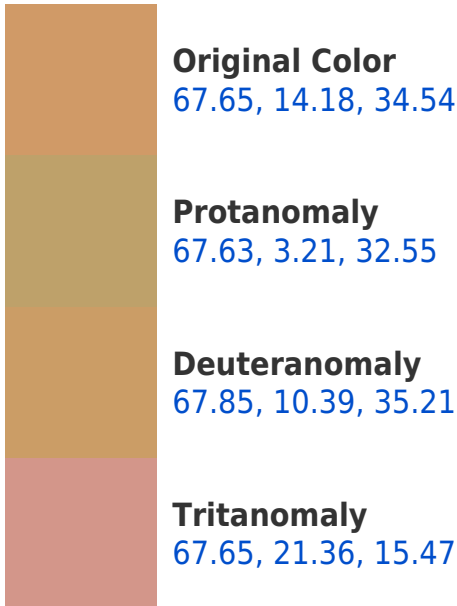 Original Color
67.65, 14.18, 34.54
Protanomaly
67.63, 3.21, 32.55
Deuteranomaly
67.85, 10.39, 35.21
Tritanomaly
67.65, 21.36, 15.47